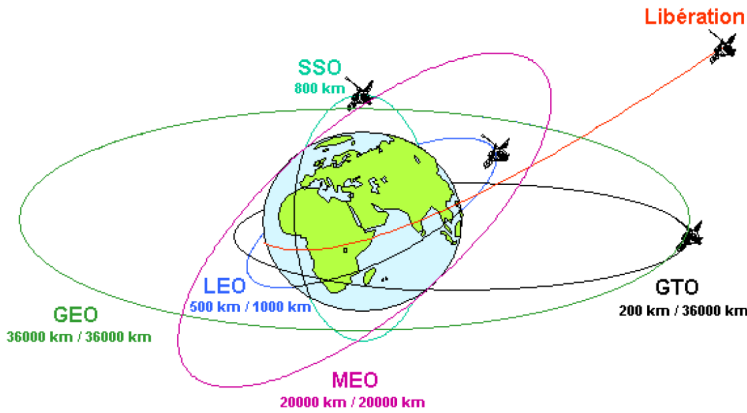 Libération
SSO
800 km
LEO
500 km / 1000 km
GTO
200 km / 36000 km
GEO
36000 km / 36000 km
MEO
20000 km / 20000 km